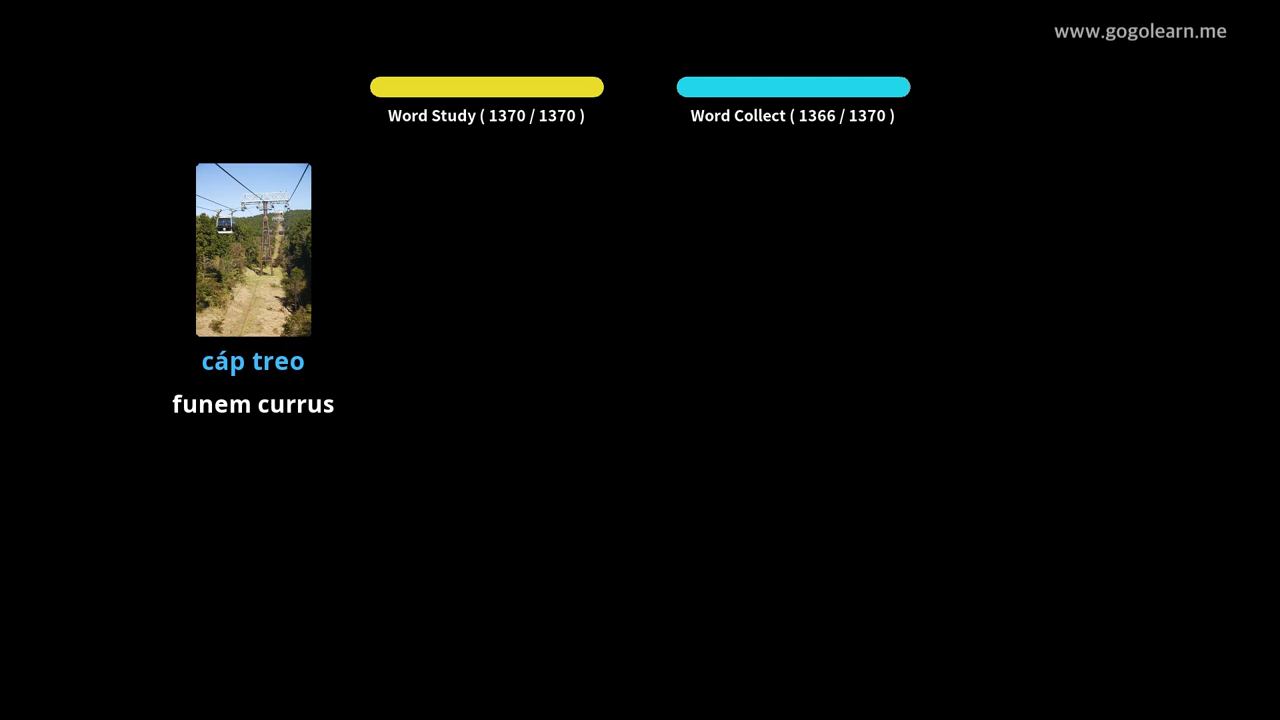 www.gogolearn.me
Word Study ( 1370 / 1370 )
Word Collect ( 1366 / 1370 )
cáp treo
funem currus